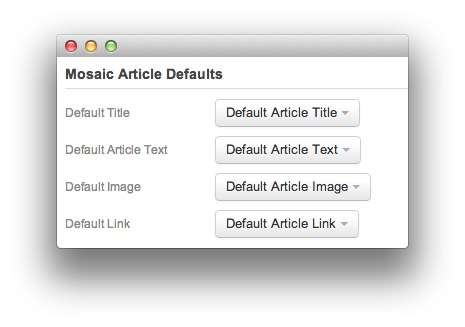 Mosaic Article Defaults
Default Title Default Article Title
Default Article Text Default Article Text
Default Image Default Article Image
Default Link Default Article Link